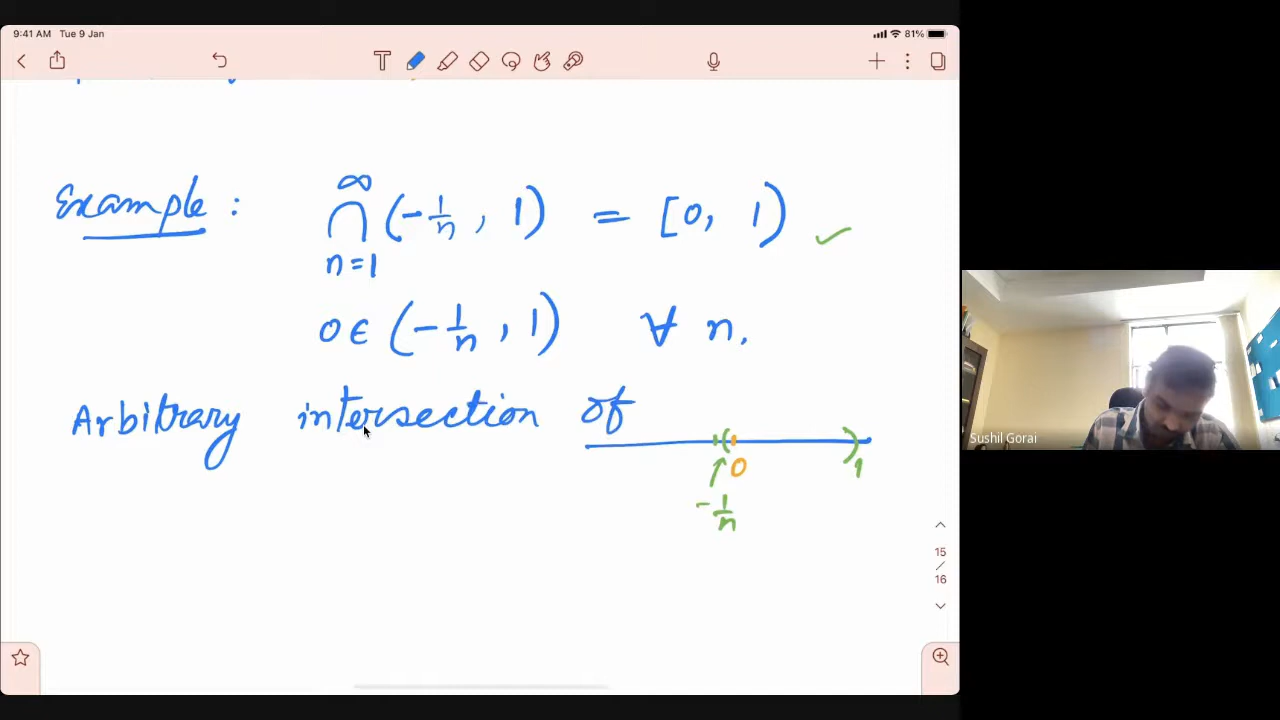 9:41 AM Tue 9 Jan 81%
Example : ∞ ∩ n=1 (-1/n, 1) = [0, 1) ✓
0 ∈ (-1/n, 1) ∀ n.
Arbitrary intersection of
0 1
-1/n
15
/
16
Sushil Gorai